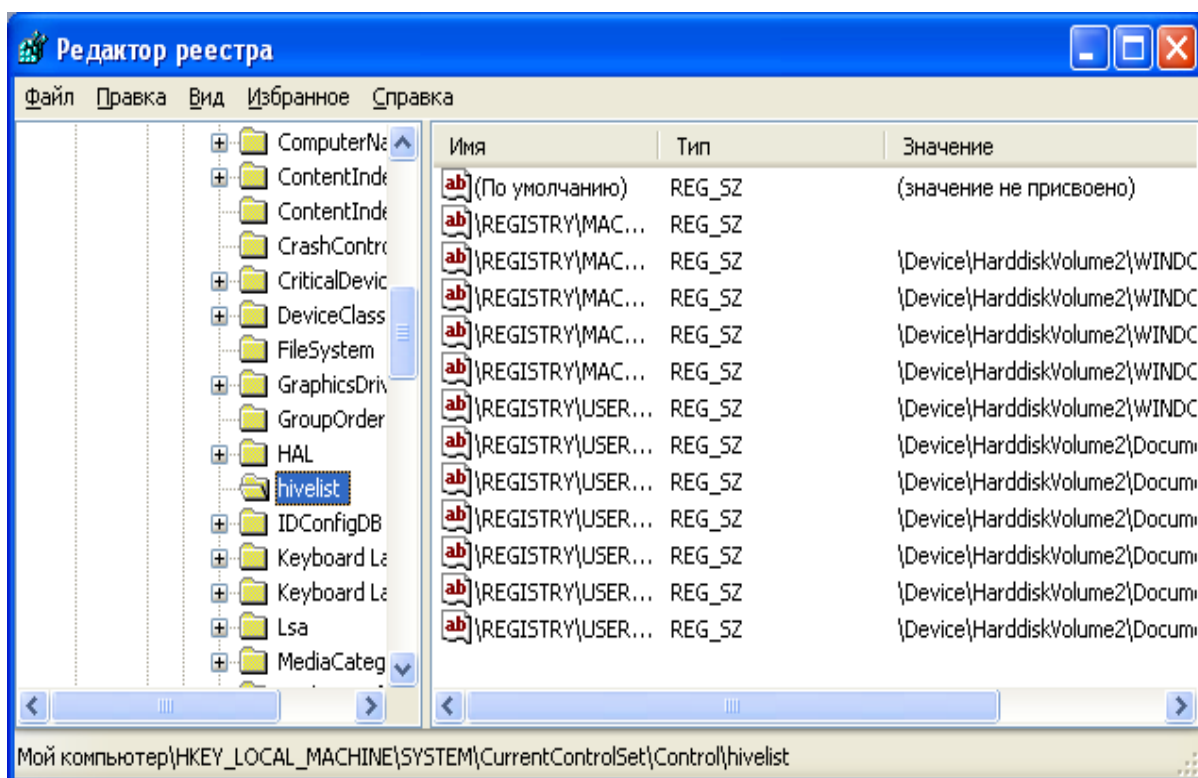 Редактор реестра
Файл Правка Вид Избранное Справка
ComputerNa
ContentInde
ContentInde
CrashContro
CriticalDevic
DeviceClass
FileSystem
GraphicsDriv
GroupOrder
HAL
hivelist
IDConfigDB
Keyboard La
Keyboard La
Lsa
MediaCateg
Имя Тип Значение
(По умолчанию) REG_SZ (значение не присвоено)
\REGISTRY\MAC... REG_SZ
\REGISTRY\MAC... REG_SZ \Device\HarddiskVolume2\WINDO
\REGISTRY\MAC... REG_SZ \Device\HarddiskVolume2\WINDO
\REGISTRY\MAC... REG_SZ \Device\HarddiskVolume2\WINDO
\REGISTRY\MAC... REG_SZ \Device\HarddiskVolume2\WINDO
\REGISTRY\USER... REG_SZ \Device\HarddiskVolume2\WINDO
\REGISTRY\USER... REG_SZ \Device\HarddiskVolume2\Docum
\REGISTRY\USER... REG_SZ \Device\HarddiskVolume2\Docum
\REGISTRY\USER... REG_SZ \Device\HarddiskVolume2\Docum
\REGISTRY\USER... REG_SZ \Device\HarddiskVolume2\Docum
\REGISTRY\USER... REG_SZ \Device\HarddiskVolume2\Docum
\REGISTRY\USER... REG_SZ \Device\HarddiskVolume2\Docum
Мой компьютер\HKEY_LOCAL_MACHINE\SYSTEM\CurrentControlSet\Control\hivelist